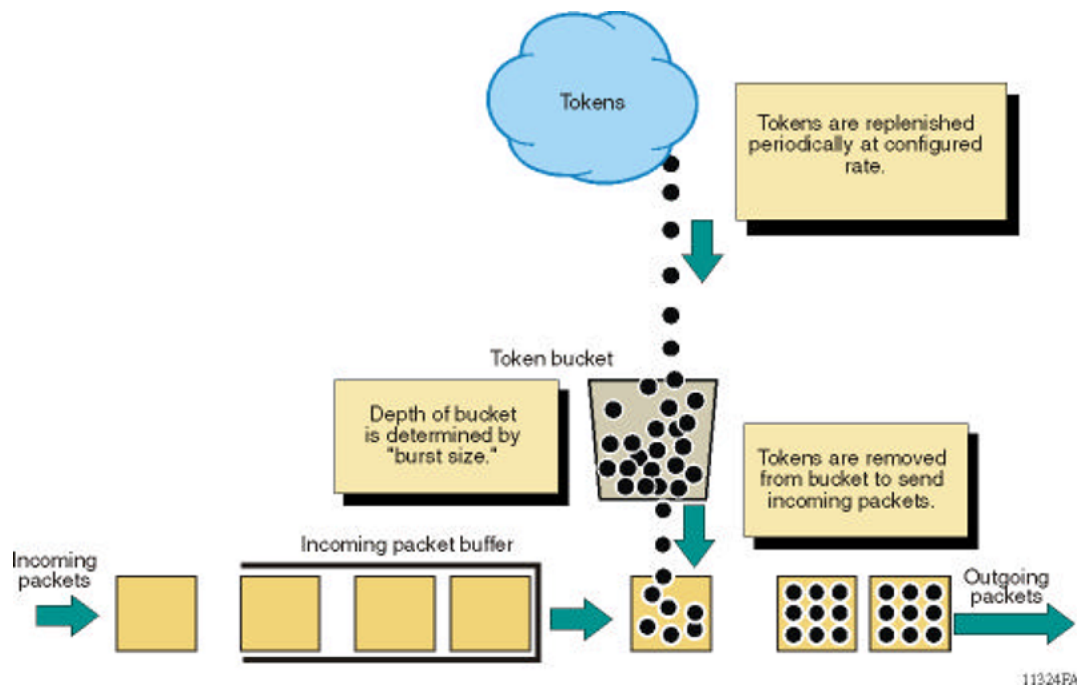 Tokens
Tokens are replenished
periodically at configured
rate.
Token bucket
Depth of bucket
is determined by
"burst size."
Tokens are removed
from bucket to send
incoming packets.
Incoming packet buffer
Incoming
packets
Outgoing
packets
11324FA